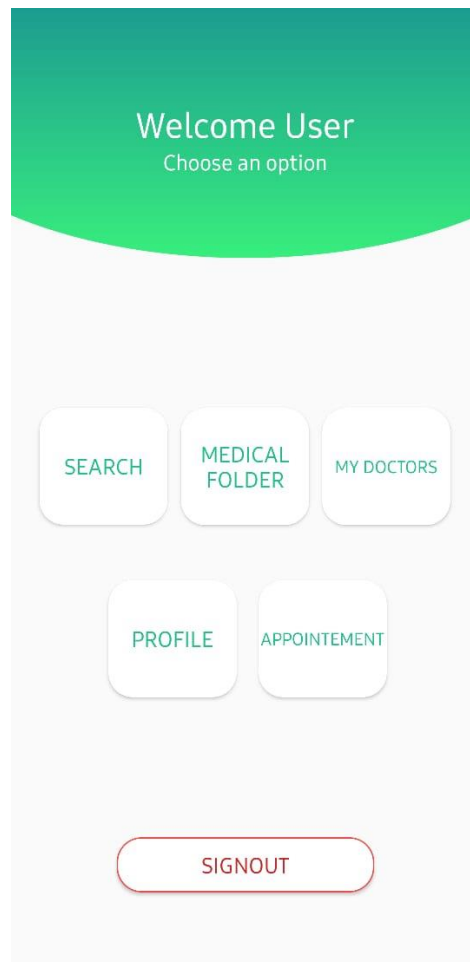 Welcome User
Choose an option
SEARCH
MEDICAL
FOLDER
MY DOCTORS
PROFILE
APPOINTEMENT
SIGNOUT